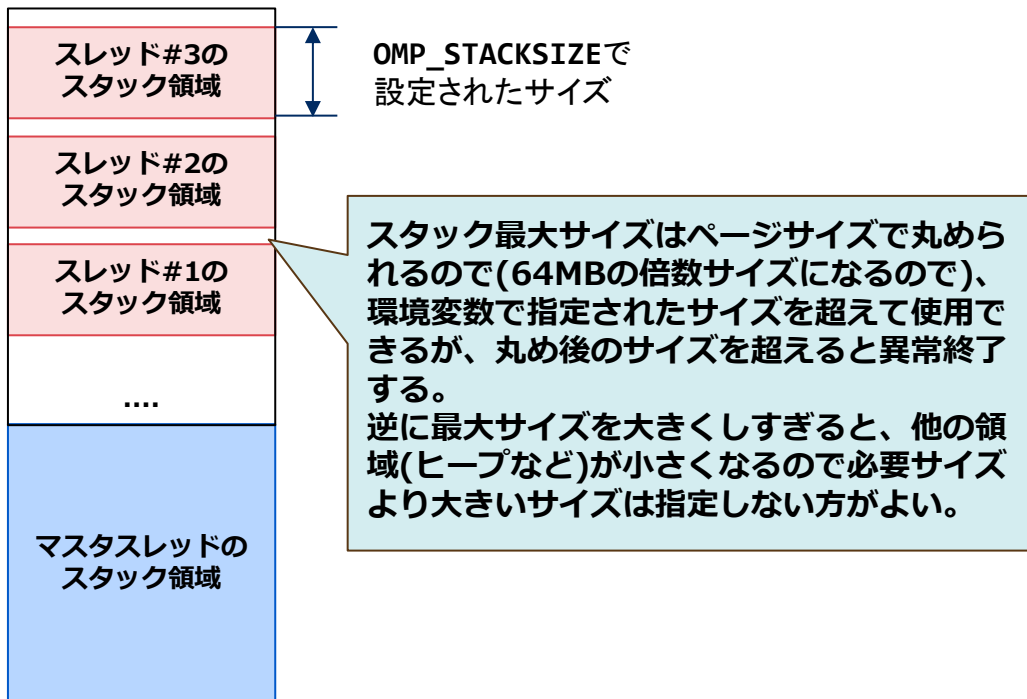 スレッド#3の
スタック領域
OMP_STACKSIZEで
設定されたサイズ
スレッド#2の
スタック領域
スレッド#1の
スタック領域
....
マスタスレッドの
スタック領域
スタック最大サイズはページサイズで丸めら
れるので(64MBの倍数サイズになるので)、
環境変数で指定されたサイズを超えて使用で
きるが、丸め後のサイズを超えると異常終了
する。
逆に最大サイズを大きくしすぎると、他の領
域(ヒープなど)が小さくなるので必要サイズ
より大きいサイズは指定しない方がよい。